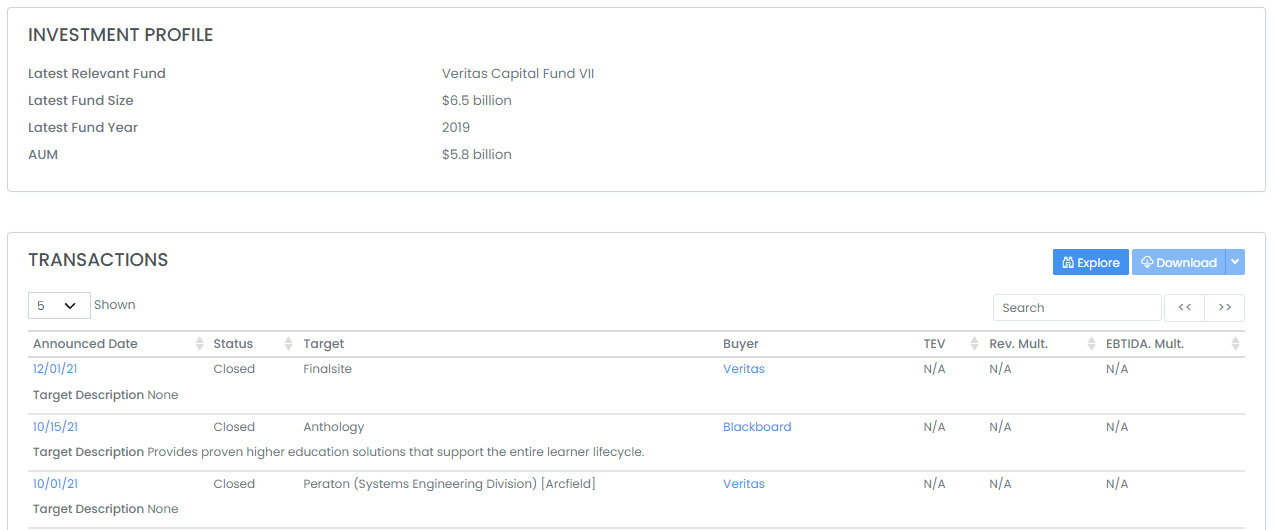 INVESTMENT PROFILE
Latest Relevant Fund Veritas Capital Fund VII
Latest Fund Size $6.5 billion
Latest Fund Year 2019
AUM $5.8 billion
TRANSACTIONS Explore Download
5 Shown Search << >>
Announced Date Status Target Buyer TEV Rev. Mult. EBTIDA. Mult.
12/01/21 Closed Finalsite Veritas N/A N/A N/A
Target Description None
10/15/21 Closed Anthology Blackboard N/A N/A N/A
Target Description Provides proven higher education solutions that support the entire learner lifecycle.
10/01/21 Closed Peraton (Systems Engineering Division) [Arcfield] Veritas N/A N/A N/A
Target Description None